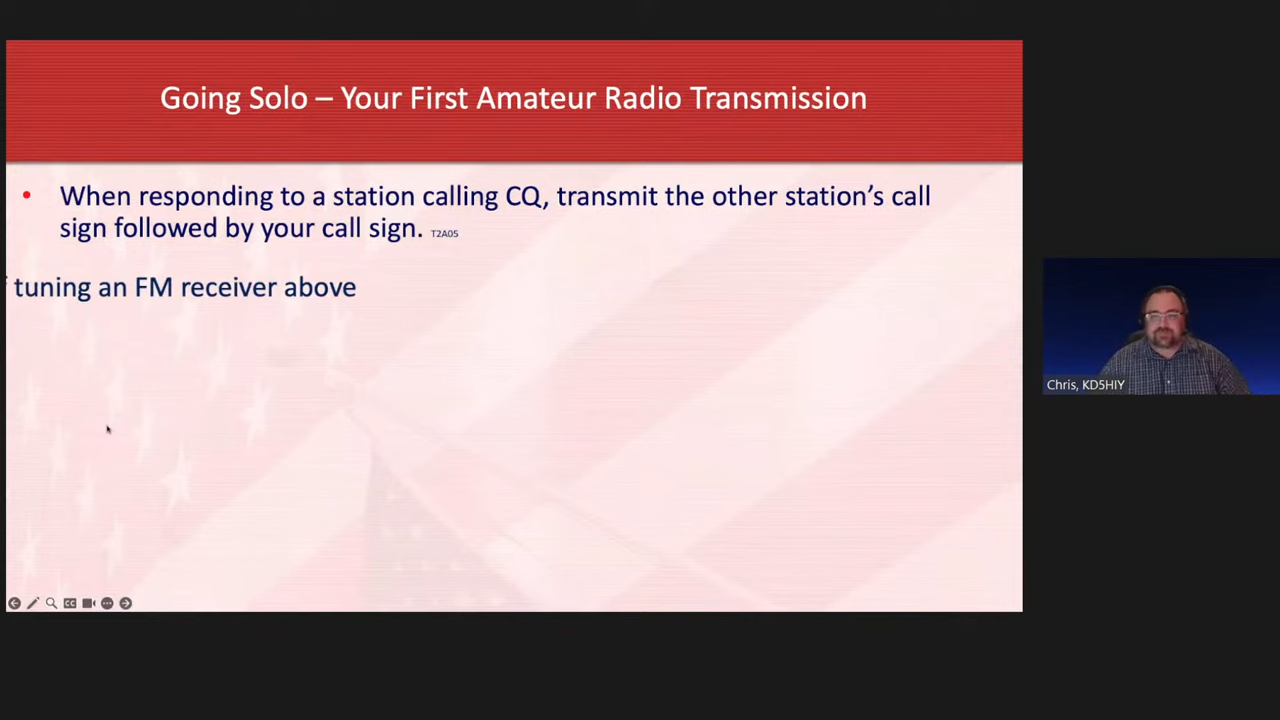 Going Solo – Your First Amateur Radio Transmission
• When responding to a station calling CQ, transmit the other station's call
sign followed by your call sign. T2A05
tuning an FM receiver above
Chris, KD5HIY
CC